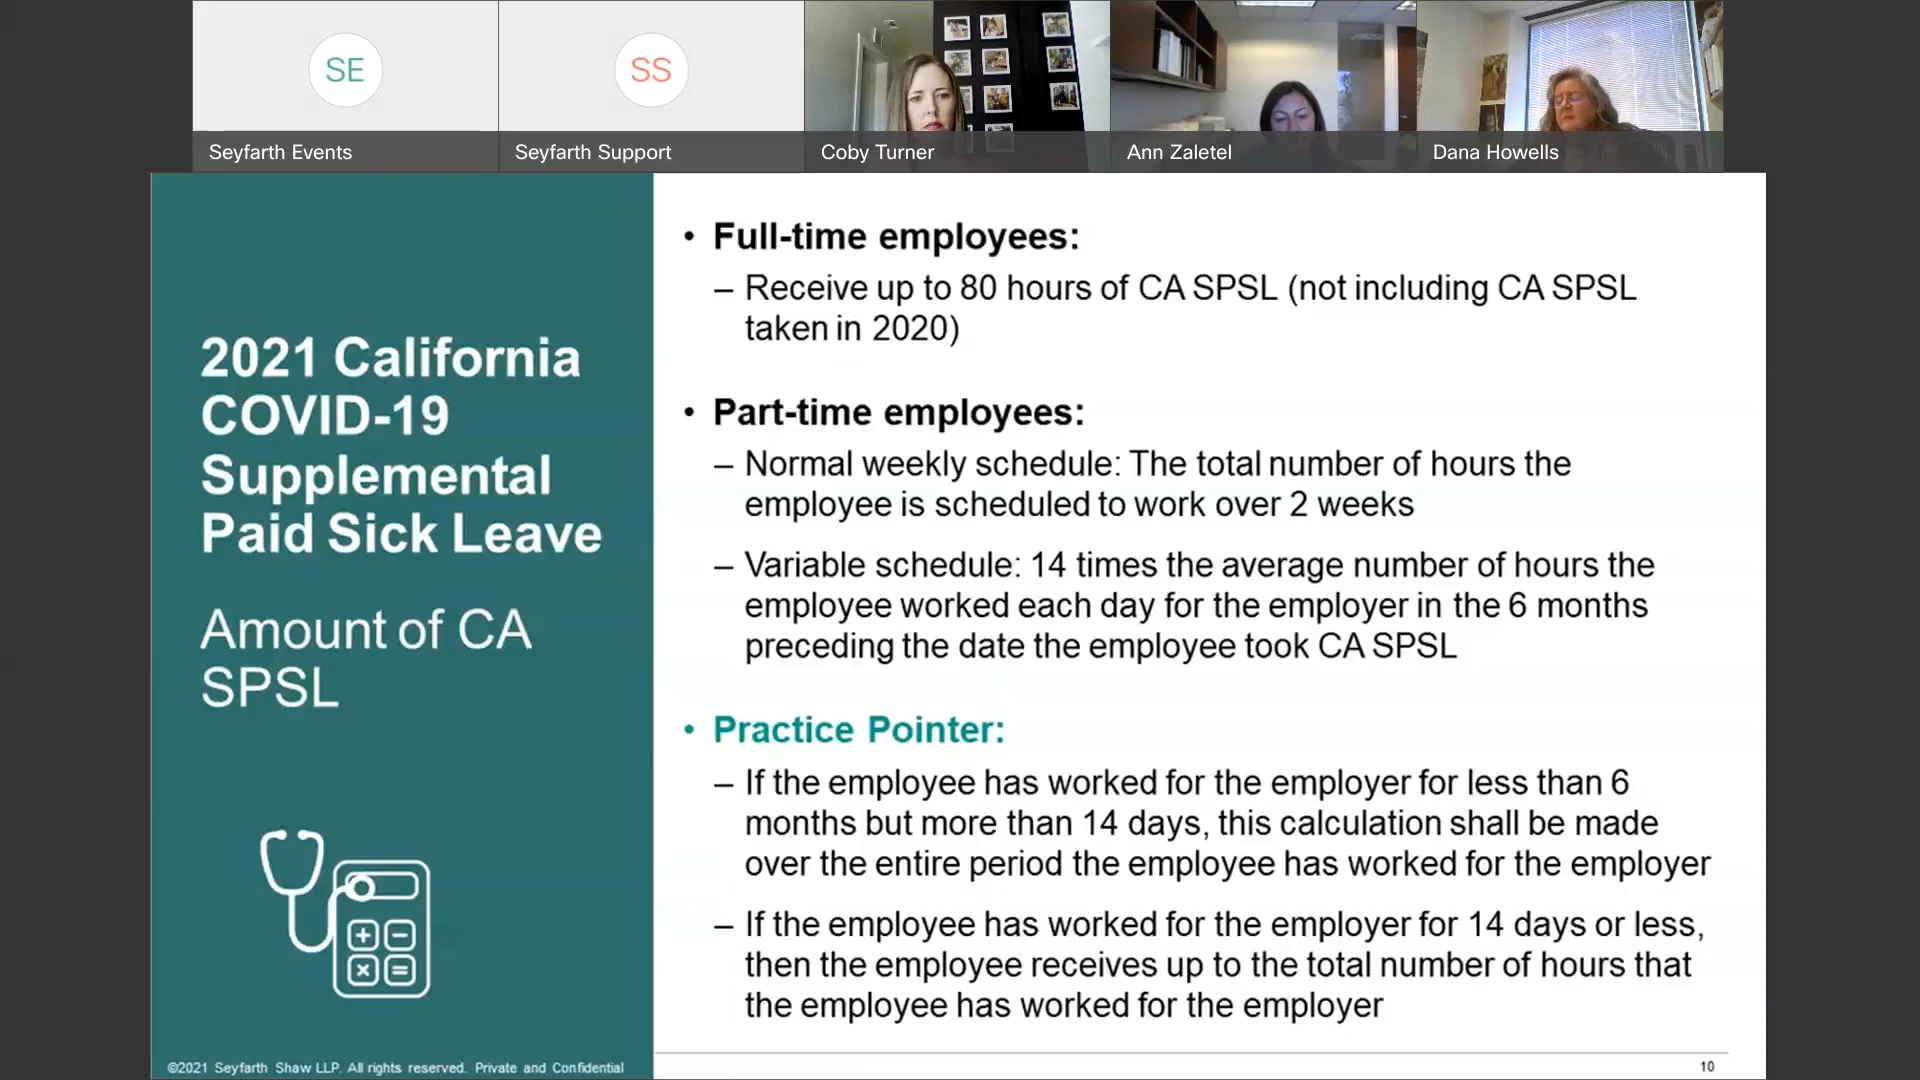 SE
SS
Seyfarth Events
Seyfarth Support
Coby Turner
Ann Zaletel
Dana Howells
2021 California
COVID-19
Supplemental
Paid Sick Leave
Amount of CA
SPSL
• Full-time employees:
– Receive up to 80 hours of CA SPSL (not including CA SPSL
taken in 2020)
• Part-time employees:
– Normal weekly schedule: The total number of hours the
employee is scheduled to work over 2 weeks
– Variable schedule: 14 times the average number of hours the
employee worked each day for the employer in the 6 months
preceding the date the employee took CA SPSL
• Practice Pointer:
– If the employee has worked for the employer for less than 6
months but more than 14 days, this calculation shall be made
over the entire period the employee has worked for the employer
– If the employee has worked for the employer for 14 days or less,
then the employee receives up to the total number of hours that
the employee has worked for the employer
©2021 Seyfarth Shaw LLP. All rights reserved. Private and Confidential
10